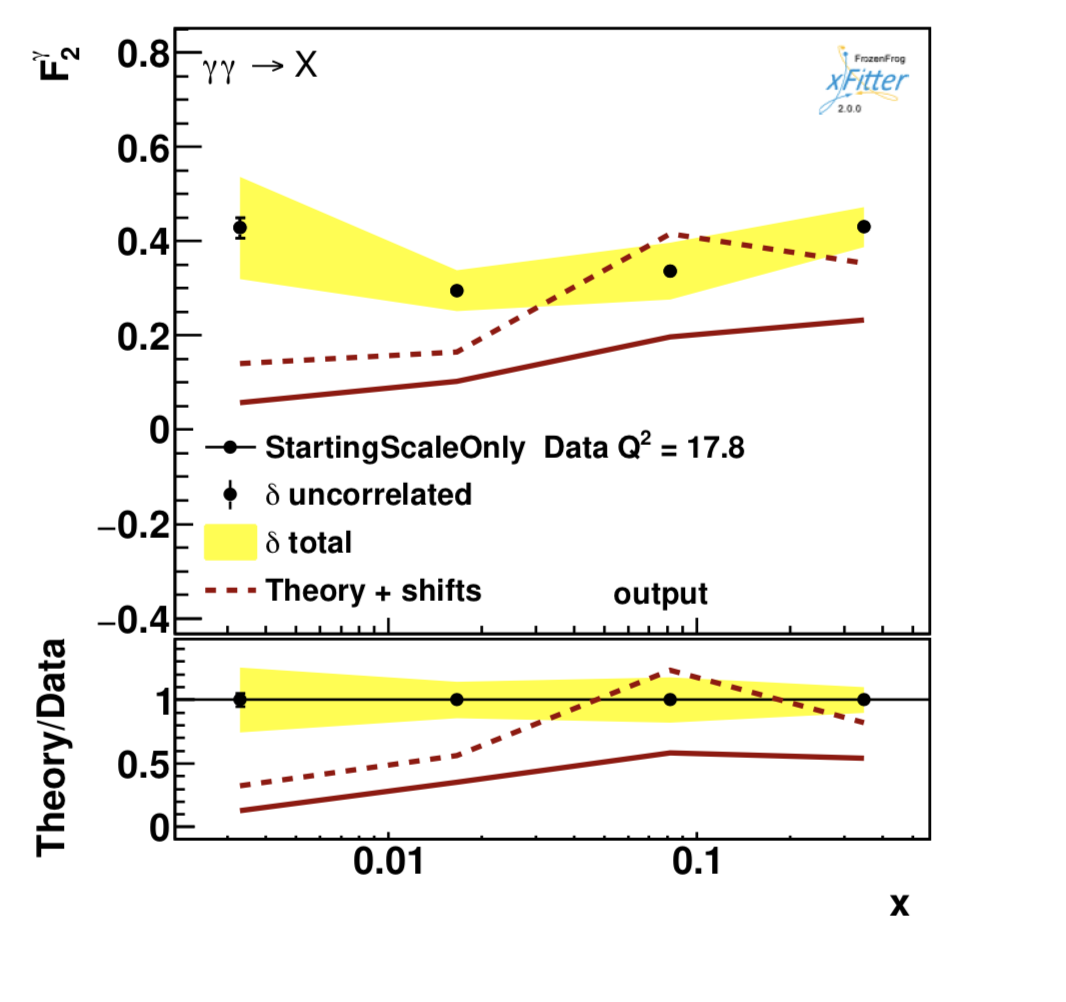 F₂^γ
γγ → X
FrozenFrog
xFitter
2.0.0
0.8
0.6
0.4
0.2
0
−0.2
−0.4
StartingScaleOnly Data Q² = 17.8
δ uncorrelated
δ total
Theory + shifts output
Theory/Data
1
0.5
0
0.01 0.1
x